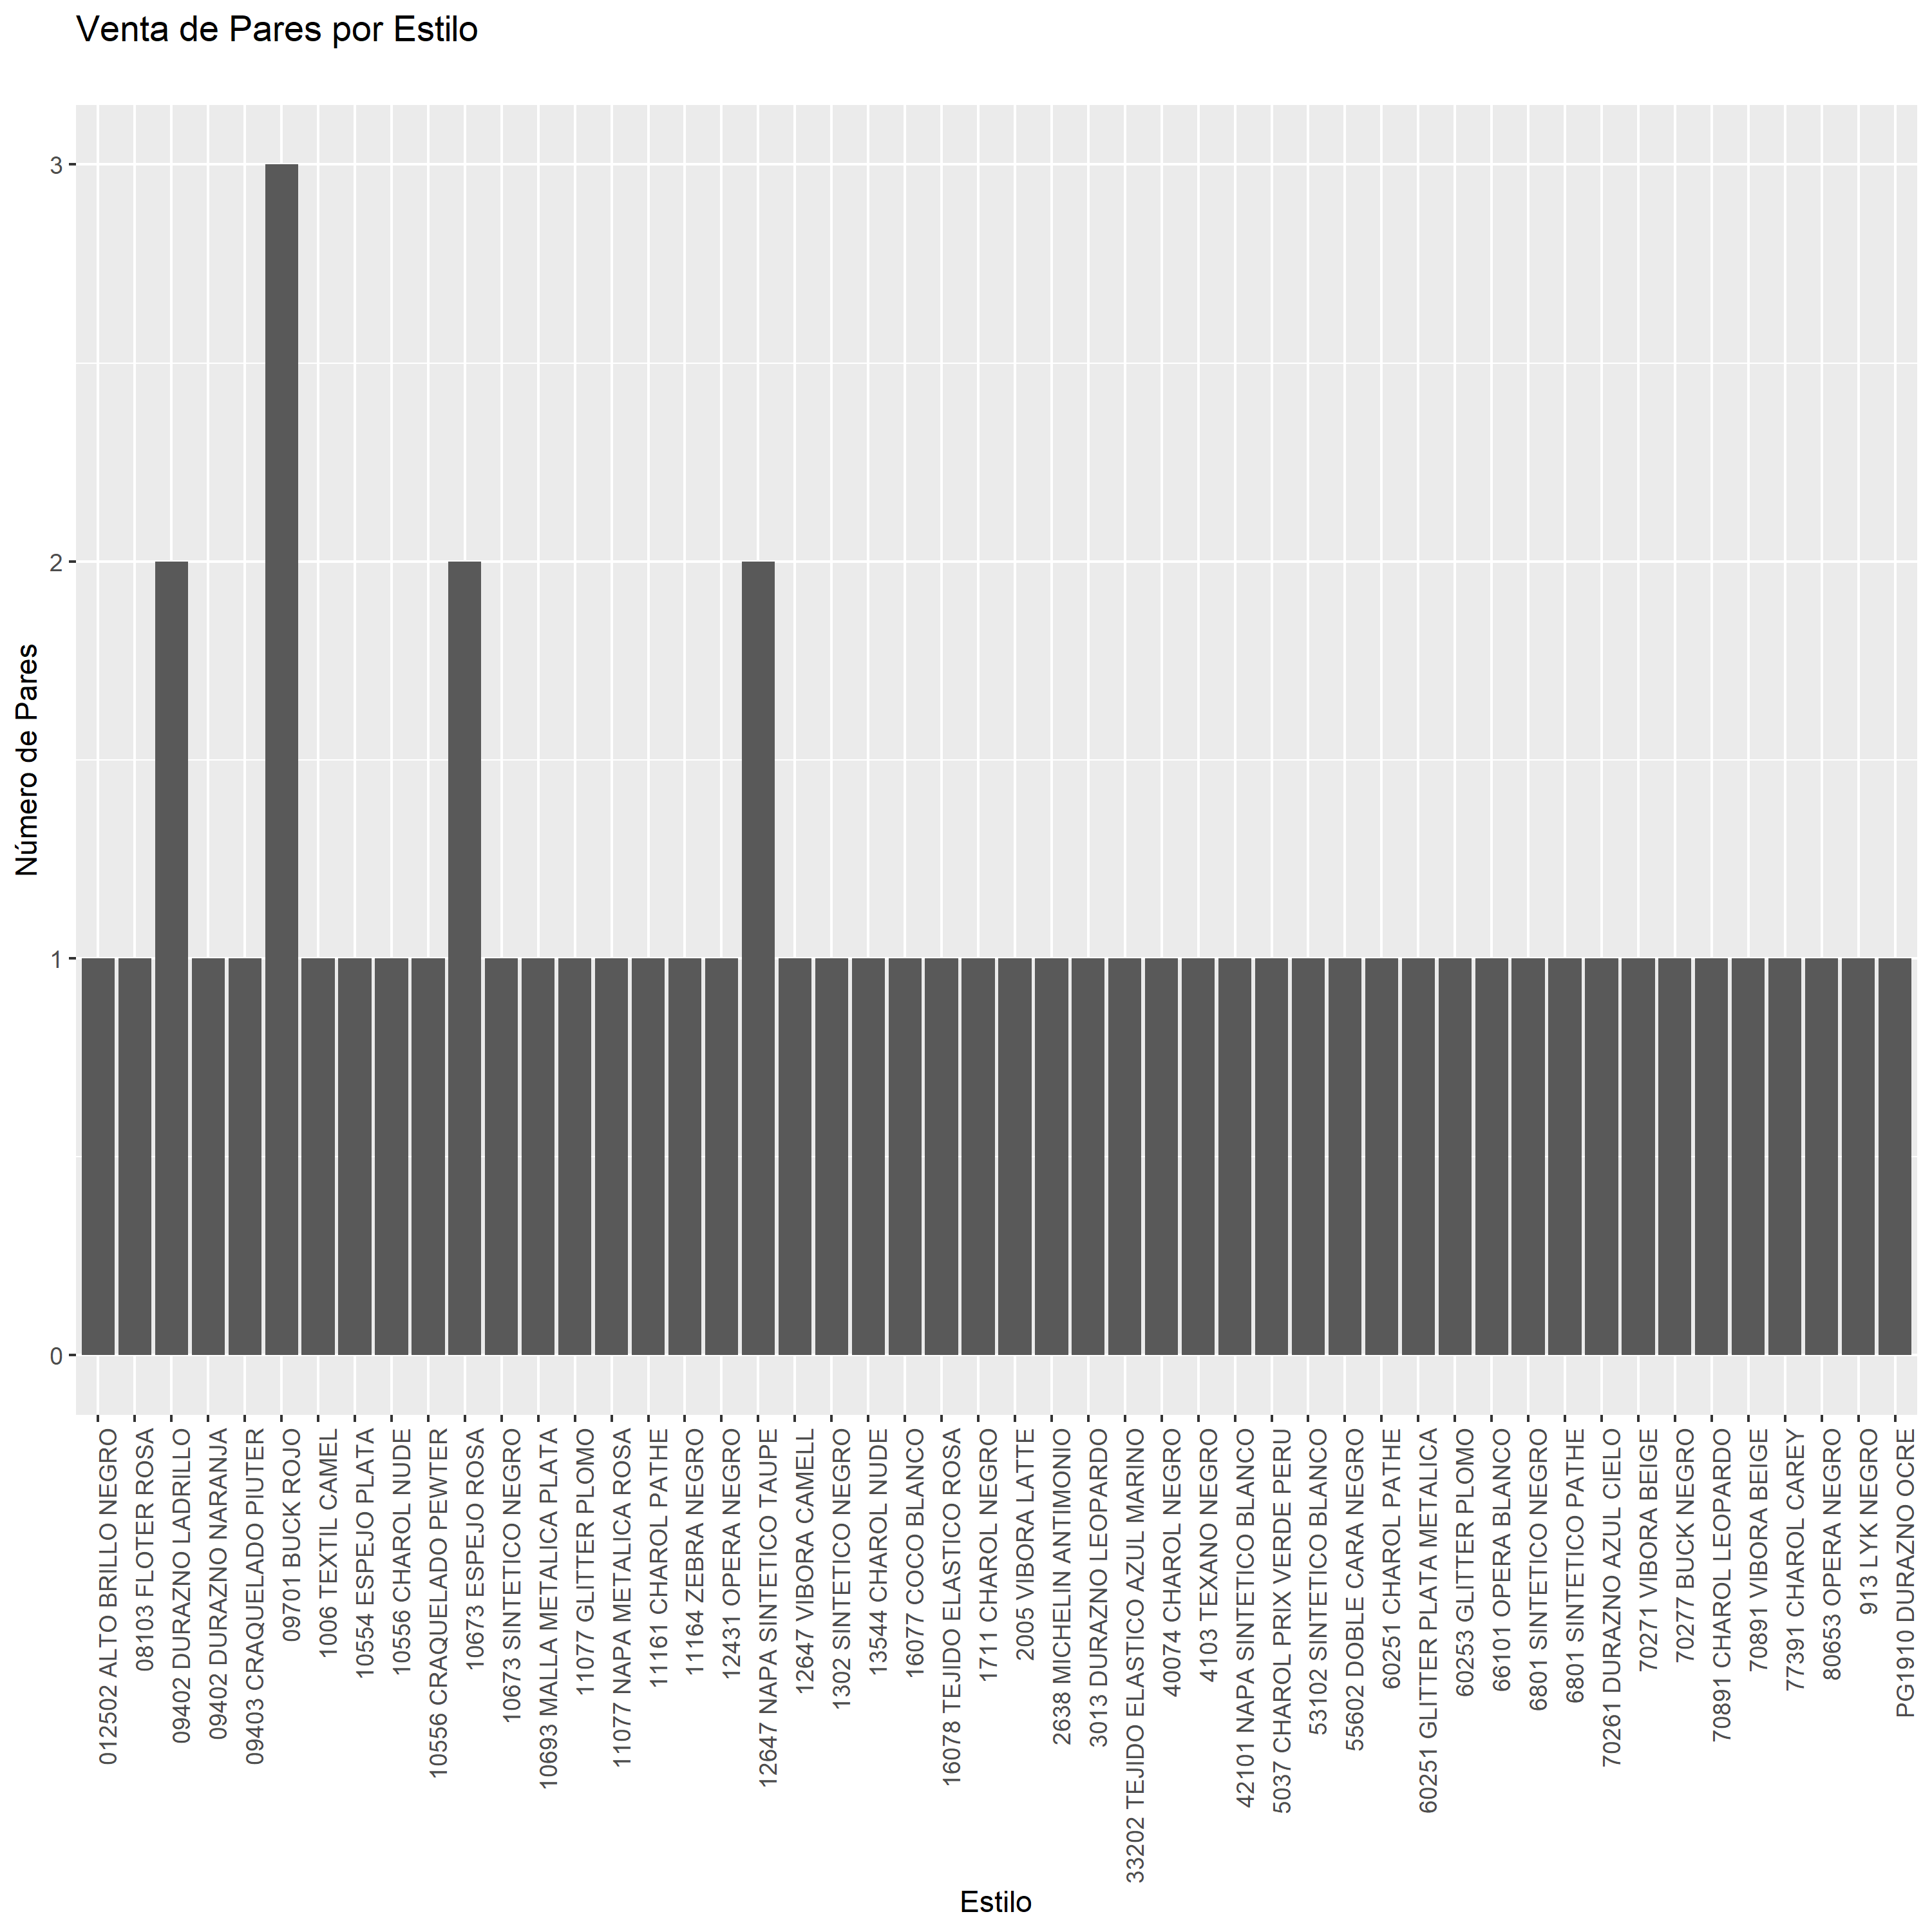 Venta de Pares por Estilo
Número de Pares
3
2
1
0
012502 ALTO BRILLO NEGRO
08103 FLOTER ROSA
09402 DURAZNO LADRILLO
09402 DURAZNO NARANJA
09403 CRAQUELADO PIUTER
09701 BUCK ROJO
1006 TEXTIL CAMEL
10554 ESPEJO PLATA
10556 CHAROL NUDE
10556 CRAQUELADO PEWTER
10673 ESPEJO ROSA
10673 SINTETICO NEGRO
10693 MALLA METALICA PLATA
11077 GLITTER PLOMO
11077 NAPA METALICA ROSA
11161 CHAROL PATHE
11164 ZEBRA NEGRO
12431 OPERA NEGRO
12647 NAPA SINTETICO TAUPE
12647 VIBORA CAMELL
1302 SINTETICO NEGRO
13544 CHAROL NUDE
16077 COCO BLANCO
16078 TEJIDO ELASTICO ROSA
1711 CHAROL NEGRO
2005 VIBORA LATTE
2638 MICHELIN ANTIMONIO
3013 DURAZNO LEOPARDO
33202 TEJIDO ELASTICO AZUL MARINO
40074 CHAROL NEGRO
4103 TEXANO NEGRO
42101 NAPA SINTETICO BLANCO
5037 CHAROL PRIX VERDE PERU
53102 SINTETICO BLANCO
55602 DOBLE CARA NEGRO
60251 CHAROL PATHE
60251 GLITTER PLATA METALICA
60253 GLITTER PLOMO
66101 OPERA BLANCO
6801 SINTETICO NEGRO
6801 SINTETICO PATHE
70261 DURAZNO AZUL CIELO
70271 VIBORA BEIGE
70277 BUCK NEGRO
70891 CHAROL LEOPARDO
70891 VIBORA BEIGE
77391 CHAROL CAREY
80653 OPERA NEGRO
913 LYK NEGRO
PG1910 DURAZNO OCRE
Estilo